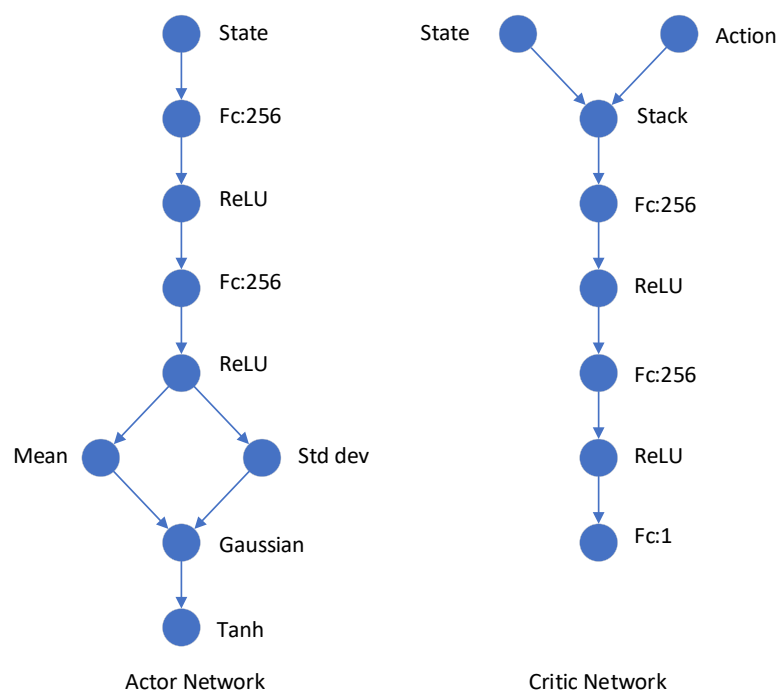 State
Fc:256
ReLU
Fc:256
ReLU
Mean
Std dev
Gaussian
Tanh
Actor Network
State
Action
Stack
Fc:256
ReLU
Fc:256
ReLU
Fc:1
Critic Network